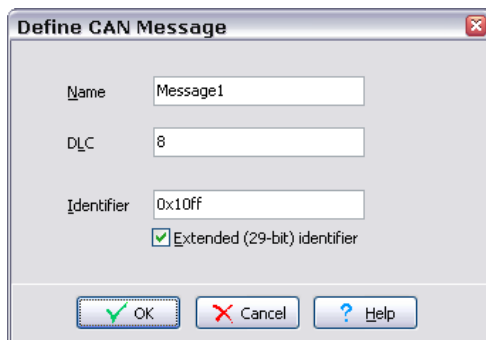 Define CAN Message
Name Message1
DLC 8
Identifier 0x10ff
Extended (29-bit) identifier
OK Cancel ? Help